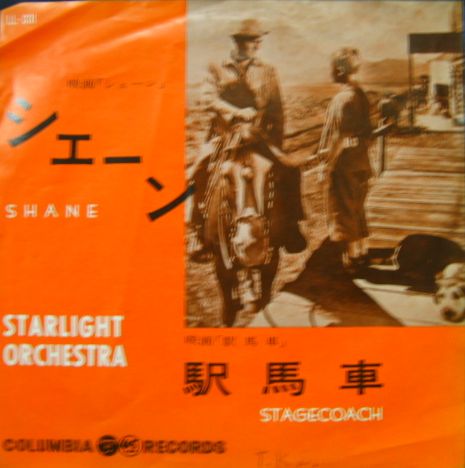 映画「シェーン」
シェーン
SHANE
STARLIGHT
ORCHESTRA
映画「駅馬車」
駅馬車
STAGECOACH
COLUMBIA RECORDS